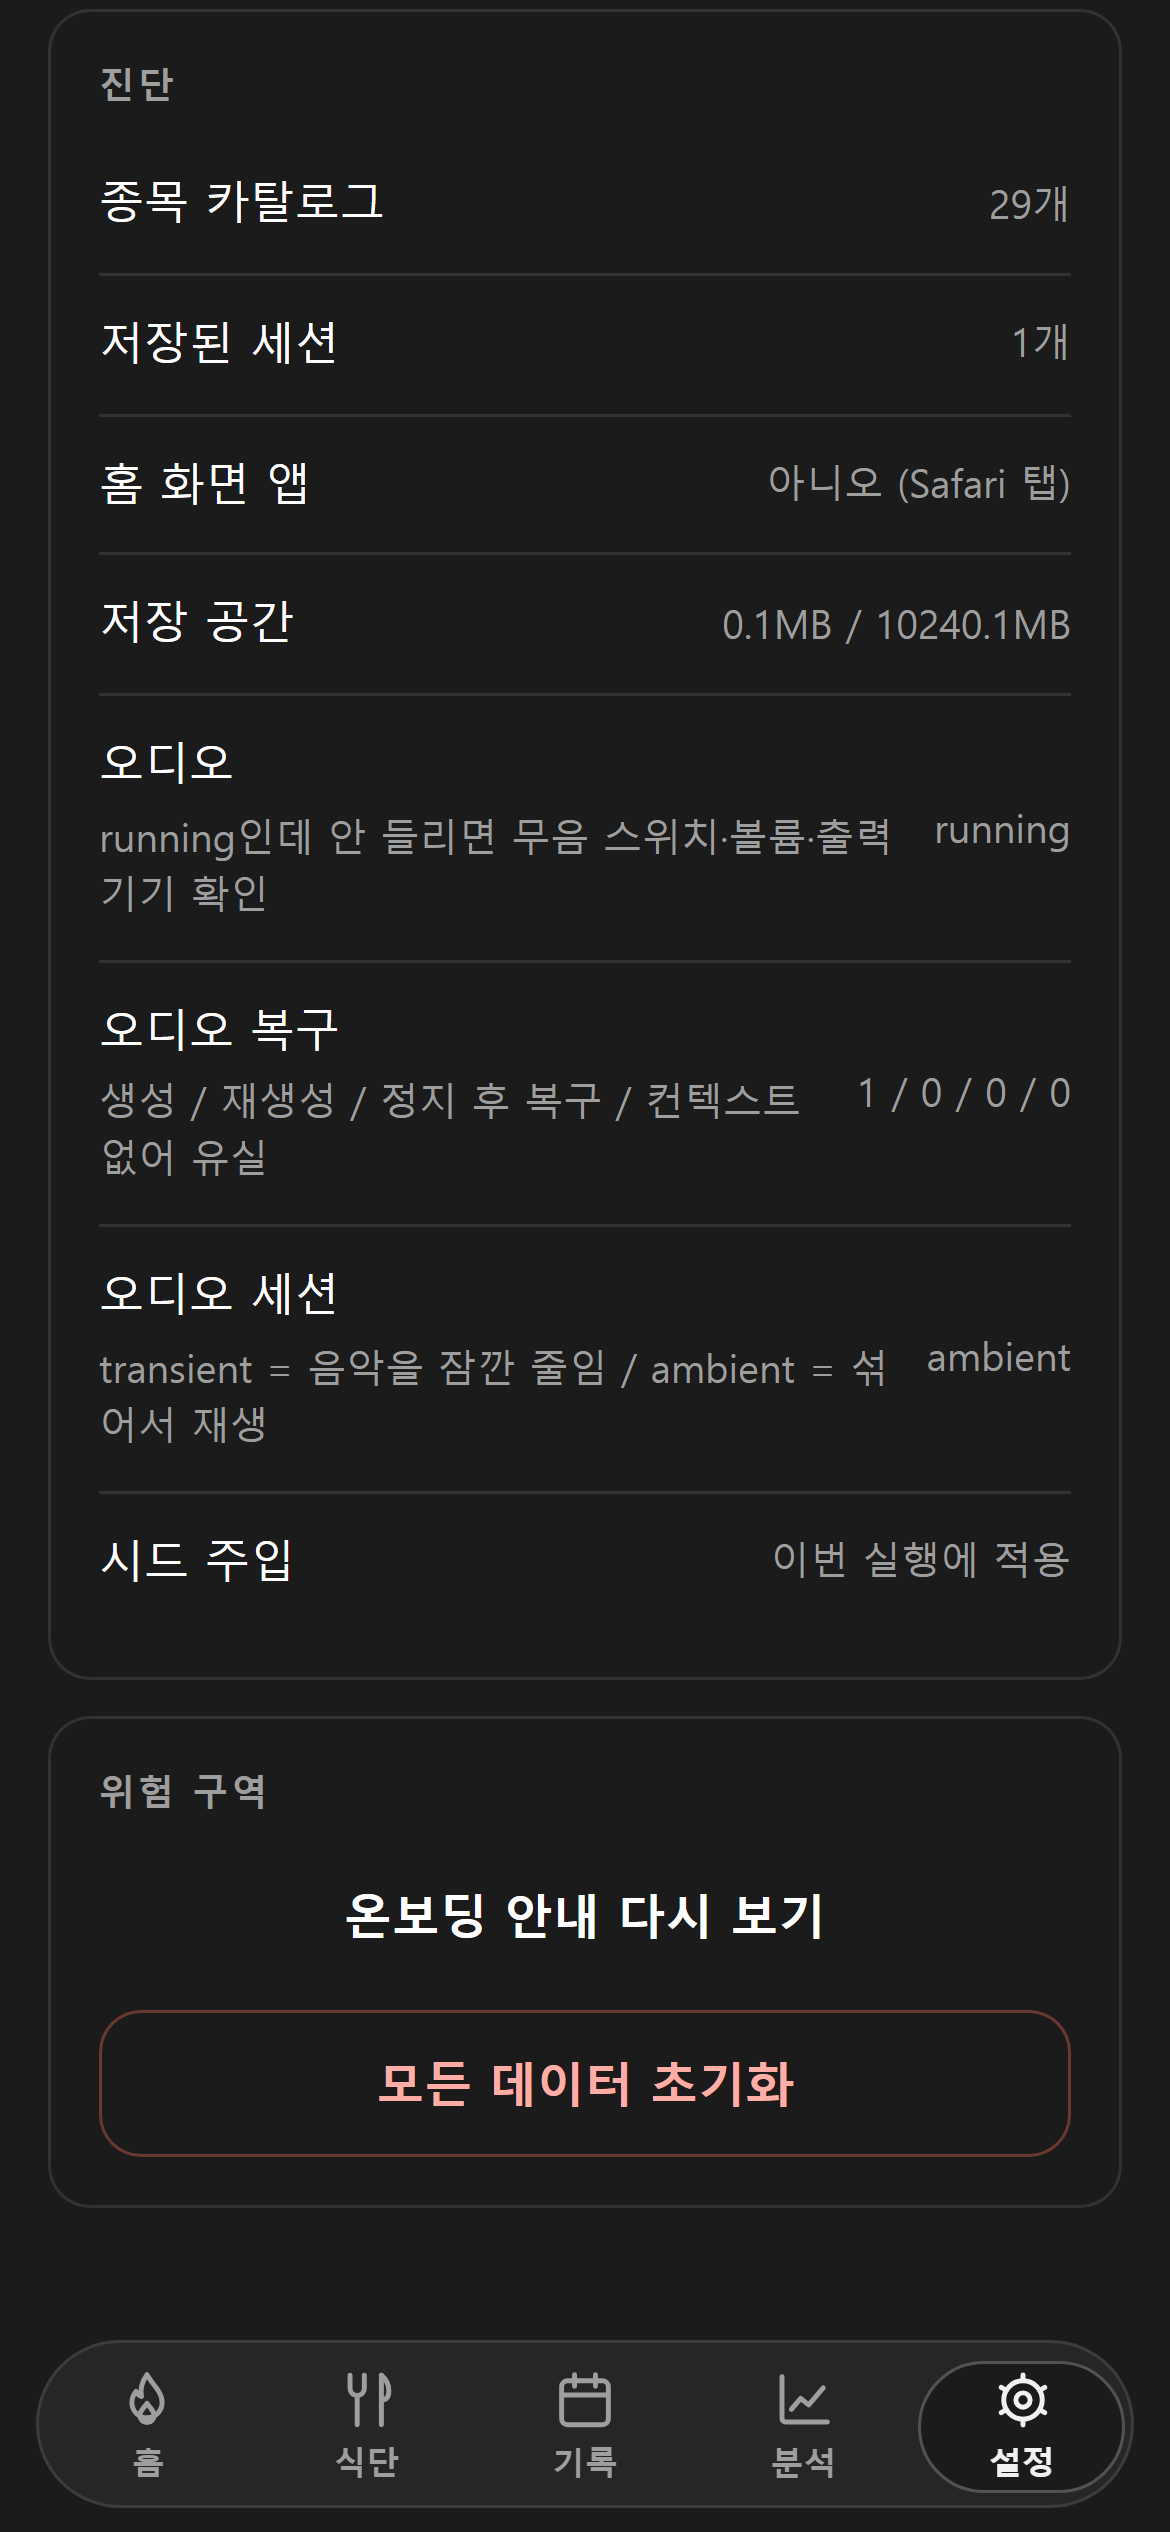 진단
종목 카탈로그 29개
저장된 세션 1개
홈 화면 앱 아니오 (Safari 탭)
저장 공간 0.1MB / 10240.1MB
오디오
running인데 안 들리면 무음 스위치·볼륨·출력 running
기기 확인
오디오 복구
생성 / 재생성 / 정지 후 복구 / 컨텍스트 1 / 0 / 0 / 0
없어 유실
오디오 세션
transient = 음악을 잠깐 줄임 / ambient = 섞 ambient
어서 재생
시드 주입 이번 실행에 적용
위험 구역
온보딩 안내 다시 보기
모든 데이터 초기화
홈 식단 기록 분석 설정